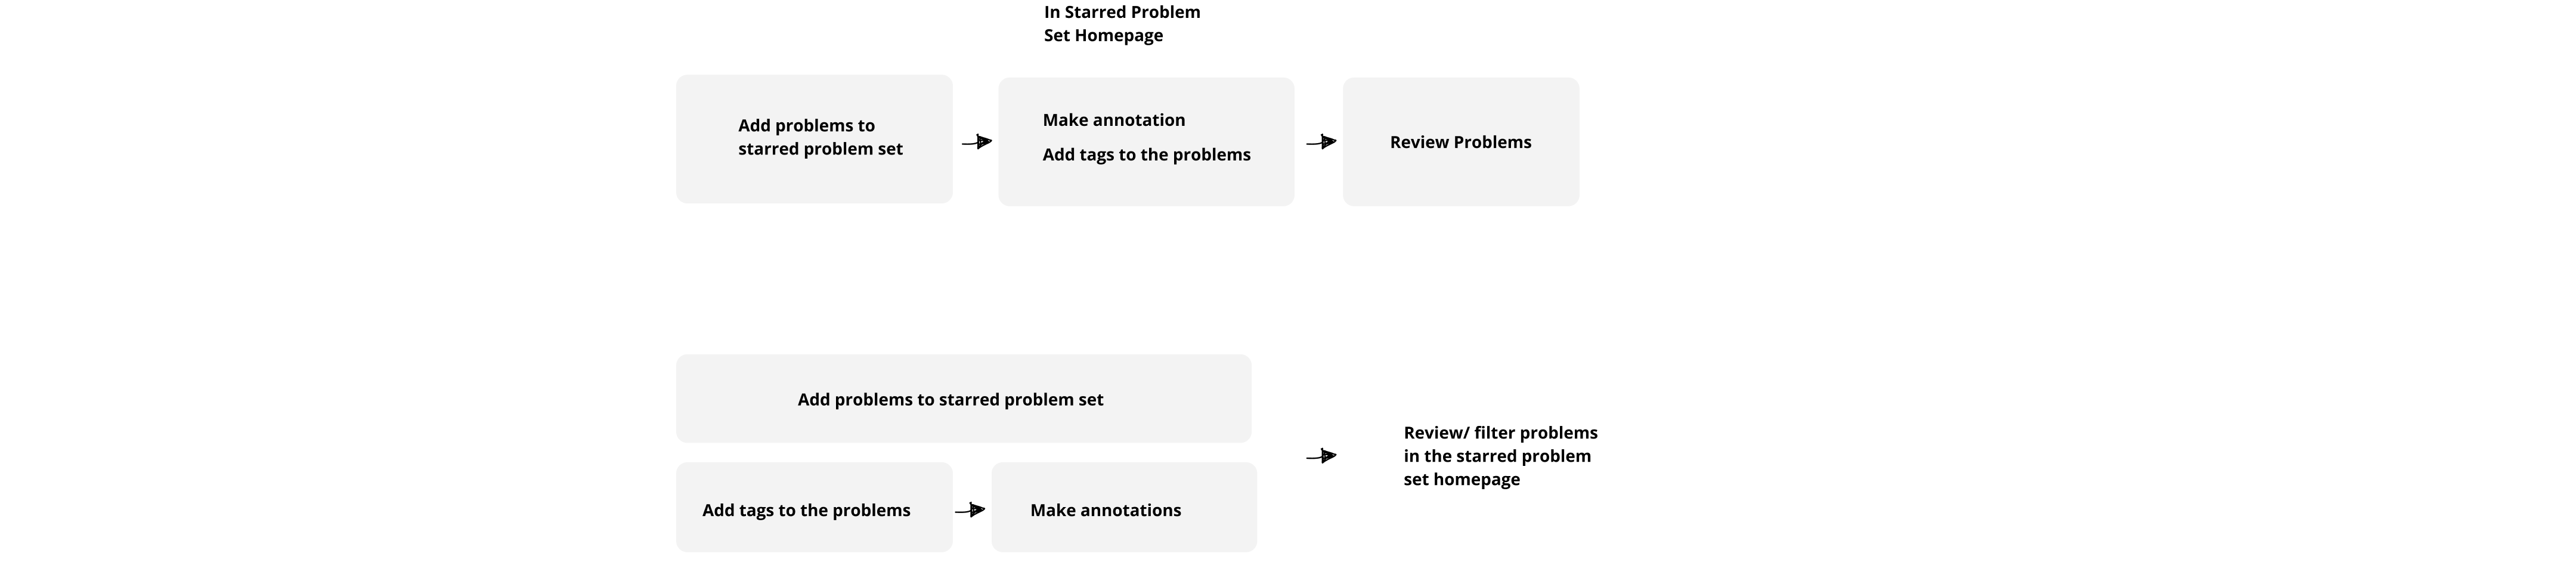 In Starred Problem
Set Homepage
Add problems to
starred problem set
Make annotation
Add tags to the problems
Review Problems
Add problems to starred problem set
Add tags to the problems
Make annotations
Review/ filter problems
in the starred problem
set homepage